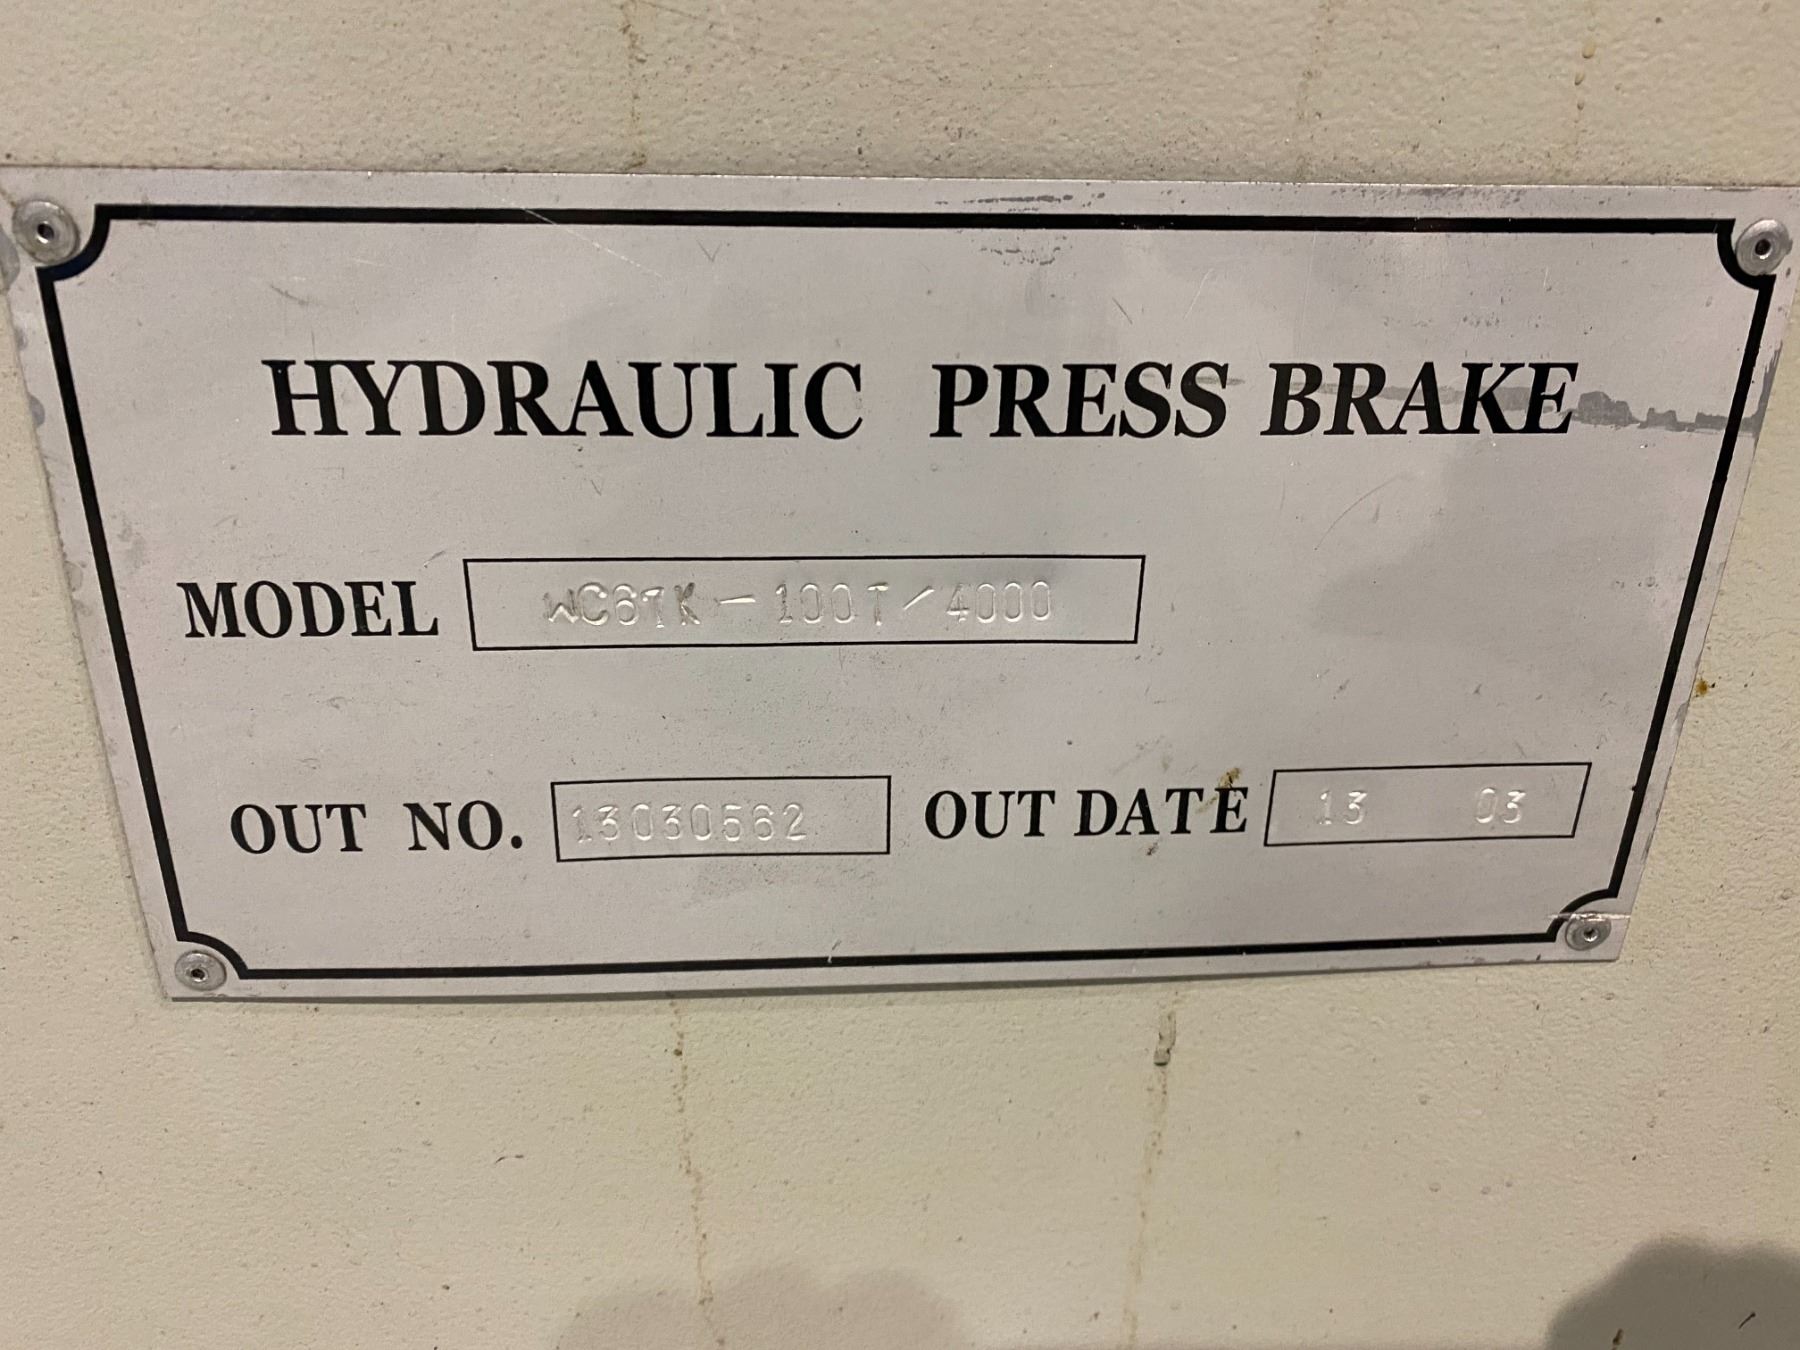 HYDRAULIC PRESS BRAKE
MODEL WC67K-100T/4000
OUT NO. 13030562 OUT DATE 13 03